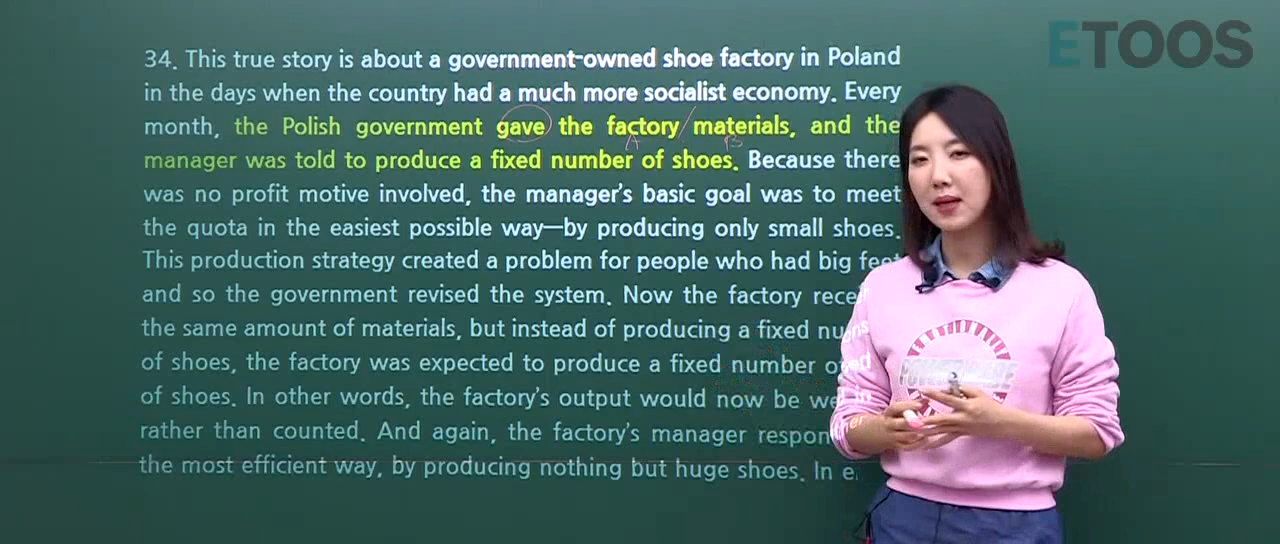 ETOOS
34. This true story is about a government-owned shoe factory in Poland
in the days when the country had a much more socialist economy. Every
month, the Polish government gave the factory materials, and the
A B
manager was told to produce a fixed number of shoes. Because there
was no profit motive involved, the manager's basic goal was to meet
the quota in the easiest possible way—by producing only small shoes.
This production strategy created a problem for people who had big feet
and so the government revised the system. Now the factory
the same amount of materials, but instead of producing a fixed
of shoes, the factory was expected to produce a fixed number
of shoes. In other words, the factory's output would now be
rather than counted. And again, the factory's manager
the most efficient way, by producing nothing but huge shoes. In